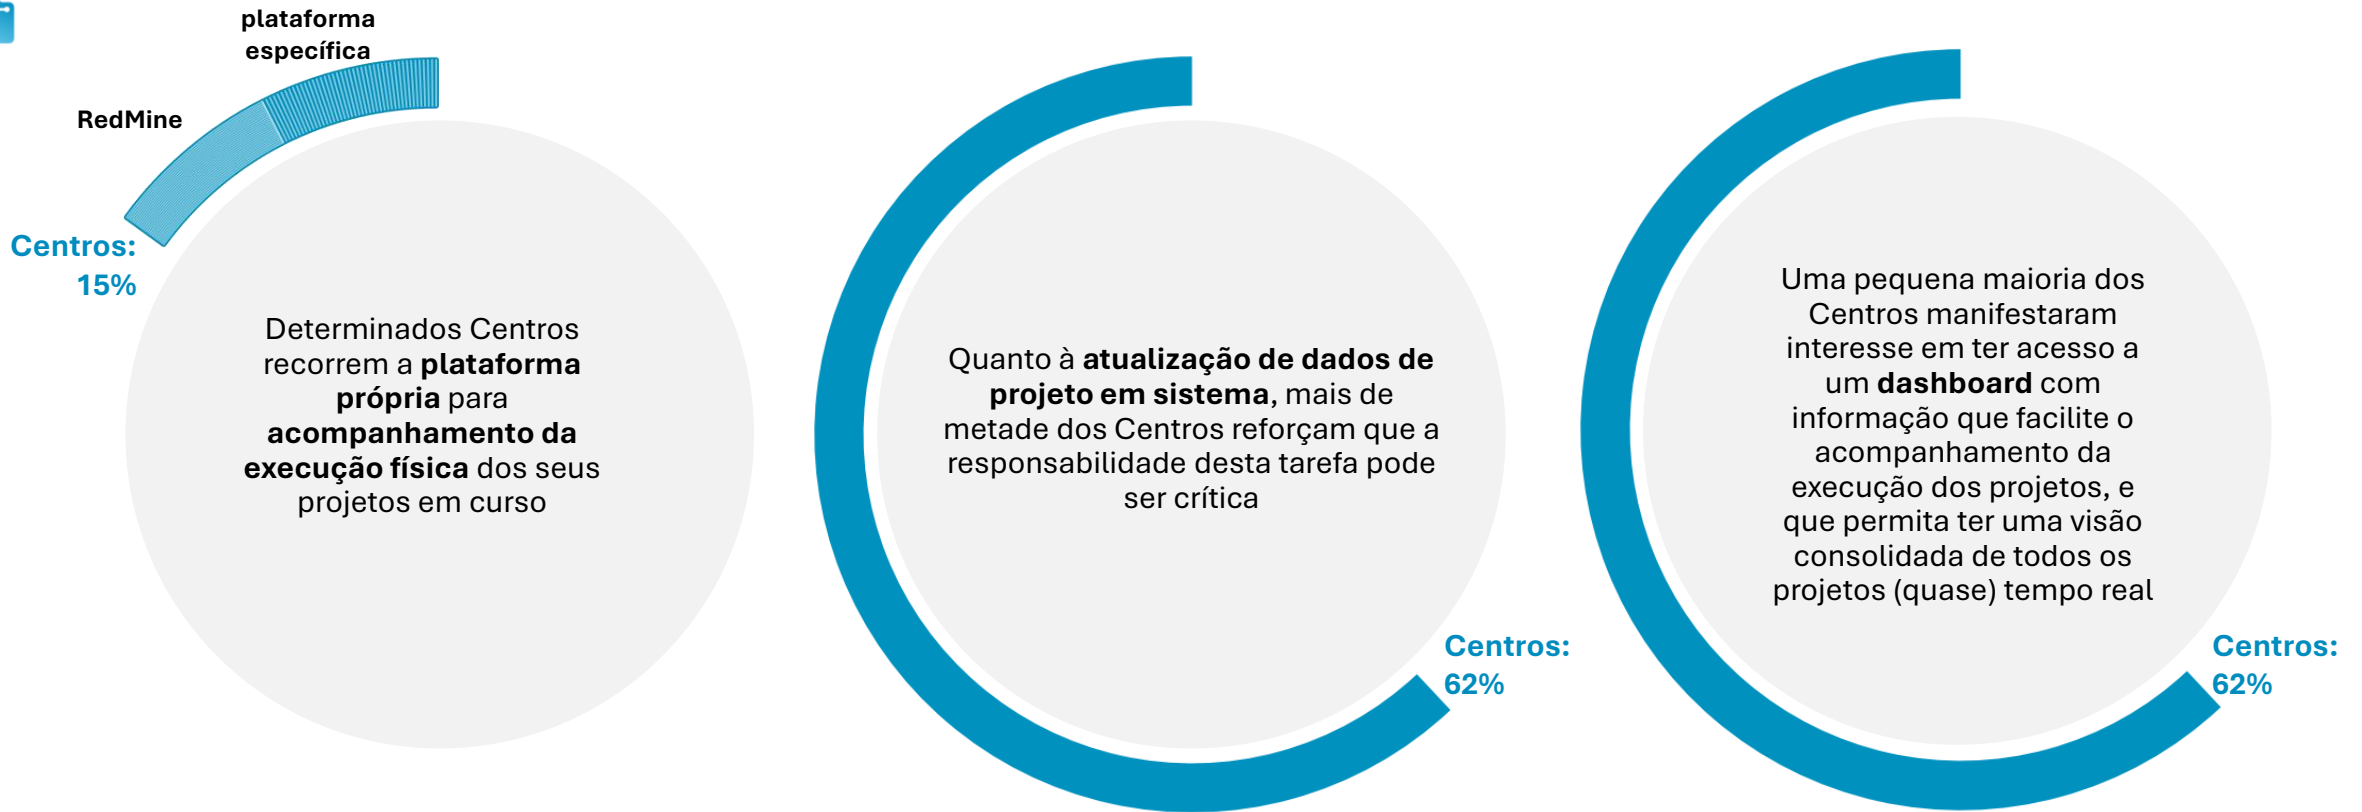 plataforma
específica
RedMine
Centros:
15%
Determinados Centros
recorrem a plataforma
própria para
acompanhamento da
execução física dos seus
projetos em curso
Quanto à atualização de dados de
projeto em sistema, mais de
metade dos Centros reforçam que a
responsabilidade desta tarefa pode
ser crítica
Centros:
62%
Uma pequena maioria dos
Centros manifestaram
interesse em ter acesso a
um dashboard com
informação que facilite o
acompanhamento da
execução dos projetos, e
que permita ter uma visão
consolidada de todos os
projetos (quase) tempo real
Centros:
62%